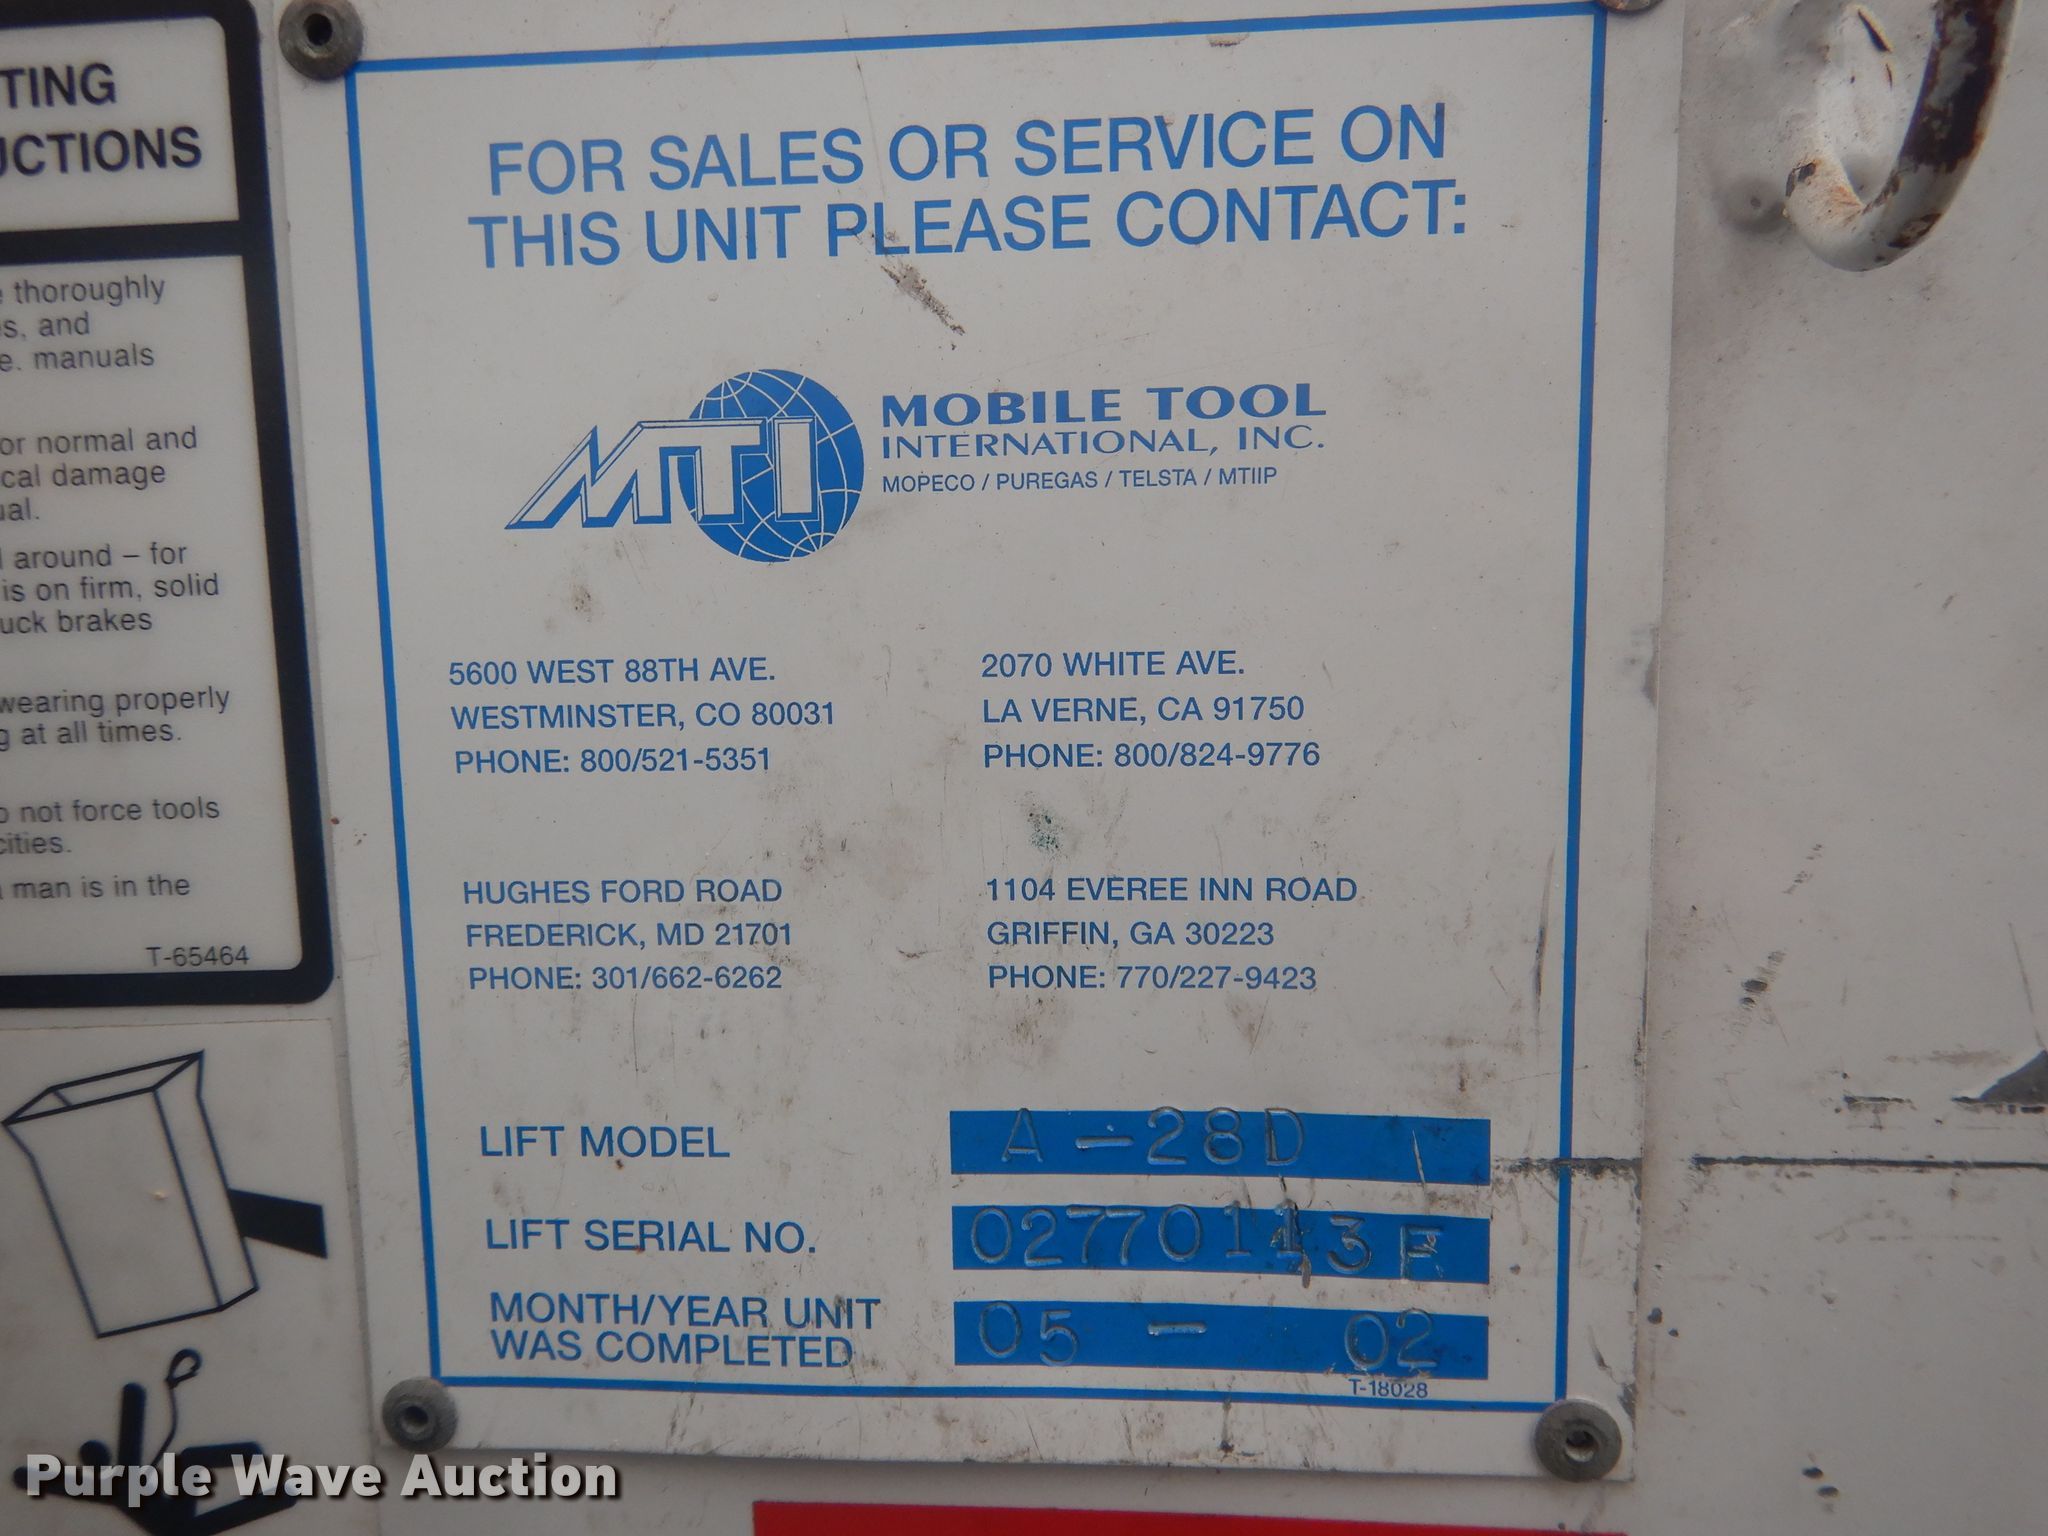 TING
UCTIONS
thoroughly
es, and
e. manuals
or normal and
cal damage
ual.
around – for
is on firm, solid
uck brakes
wearing properly
g at all times.
o not force tools
cities.
man is in the
T-65464
FOR SALES OR SERVICE ON
THIS UNIT PLEASE CONTACT:
MTI
MOBILE TOOL
INTERNATIONAL, INC.
MOPECO / PUREGAS / TELSTA / MTIIP
5600 WEST 88TH AVE.
WESTMINSTER, CO 80031
PHONE: 800/521-5351
2070 WHITE AVE.
LA VERNE, CA 91750
PHONE: 800/824-9776
HUGHES FORD ROAD
FREDERICK, MD 21701
PHONE: 301/662-6262
1104 EVEREE INN ROAD
GRIFFIN, GA 30223
PHONE: 770/227-9423
LIFT MODEL A-28D
LIFT SERIAL NO. 02770113F
MONTH/YEAR UNIT
WAS COMPLETED 05 - 02
T-18028
Purple Wave Auction